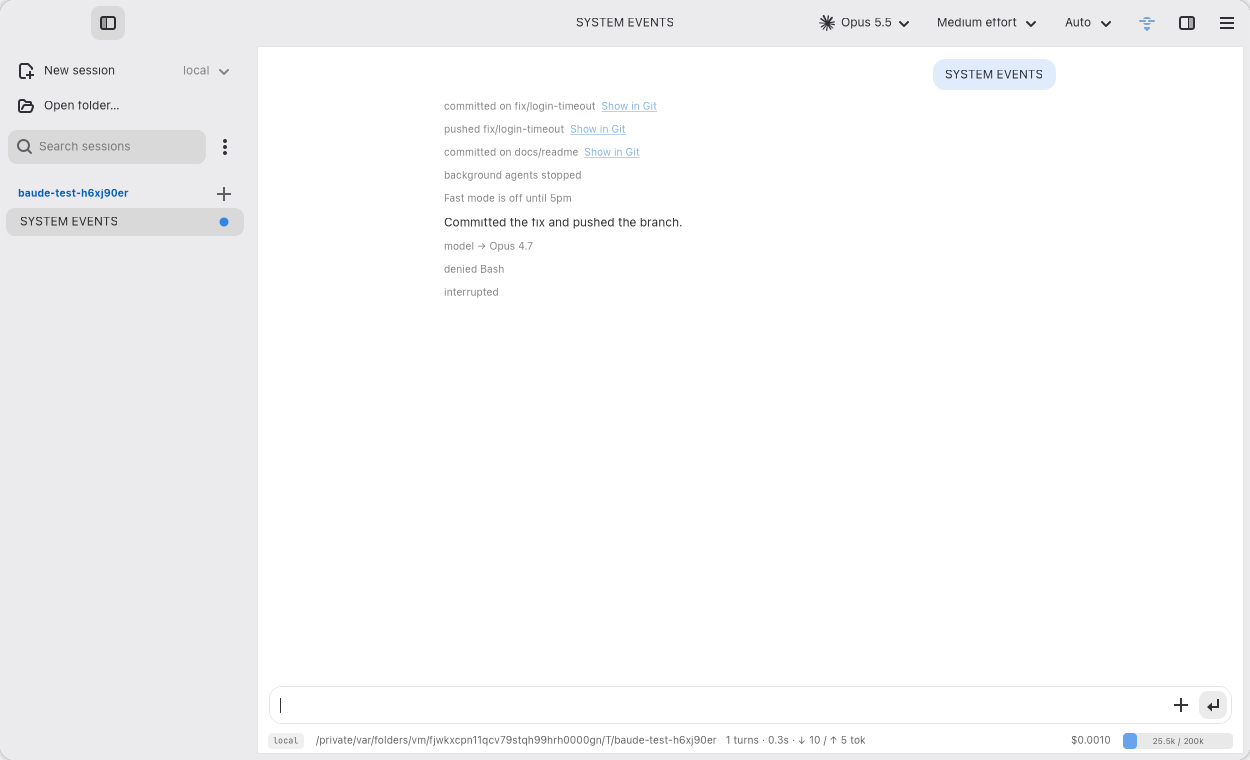 SYSTEM EVENTS
Opus 5.5
Medium effort
Auto
New session
local
Open folder...
Search sessions
baude-test-h6xj90er
SYSTEM EVENTS
SYSTEM EVENTS
committed on fix/login-timeout Show in Git
pushed fix/login-timeout Show in Git
committed on docs/readme Show in Git
background agents stopped
Fast mode is off until 5pm
Committed the fix and pushed the branch.
model → Opus 4.7
denied Bash
interrupted
local /private/var/folders/vm/fjwkxcpn11qcv79stqh99hrh0000gn/T/baude-test-h6xj90er 1 turns · 0.3s · ↓ 10 / ↑ 5 tok $0.0010 25.5k / 200k